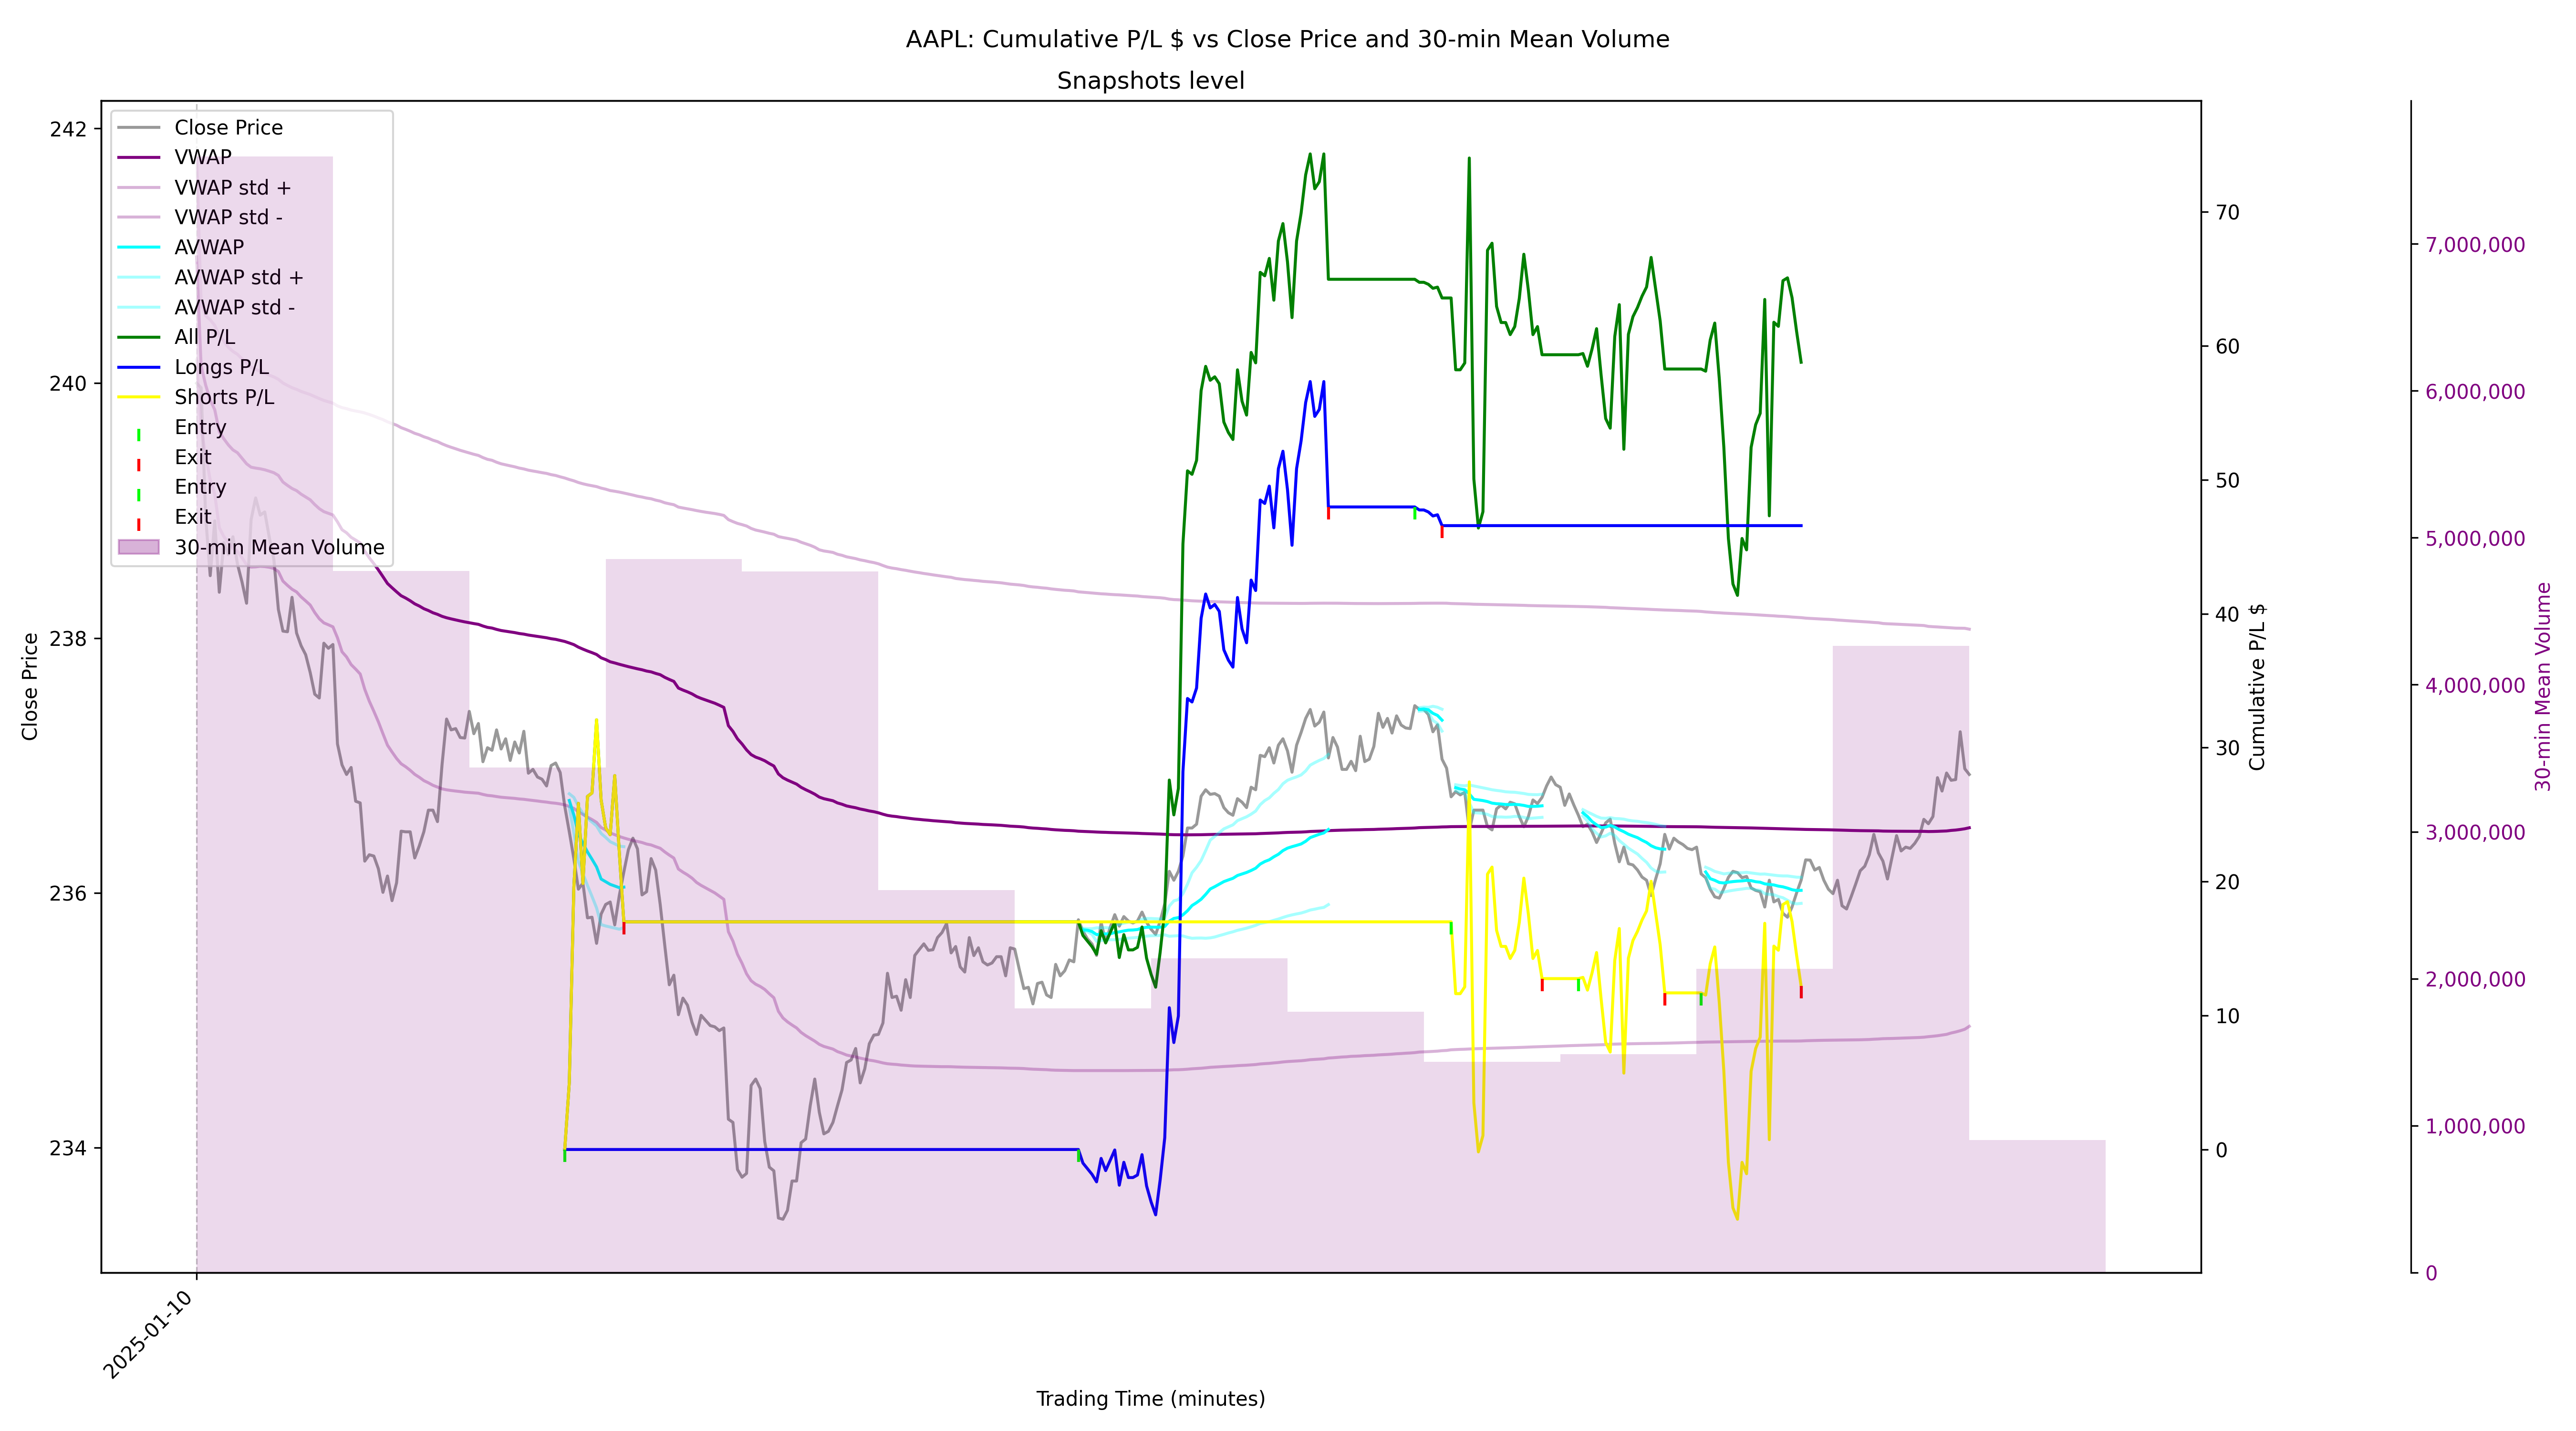 AAPL: Cumulative P/L $ vs Close Price and 30-min Mean Volume
Snapshots level
Close Price
VWAP
VWAP std +
VWAP std -
AVWAP
AVWAP std +
AVWAP std -
All P/L
Longs P/L
Shorts P/L
Entry
Exit
Entry
Exit
30-min Mean Volume
242
240
238
236
234
Close Price
70
60
50
40
30
20
10
0
Cumulative P/L $
7,000,000
6,000,000
5,000,000
4,000,000
3,000,000
2,000,000
1,000,000
0
30-min Mean Volume
2025-01-10
Trading Time (minutes)